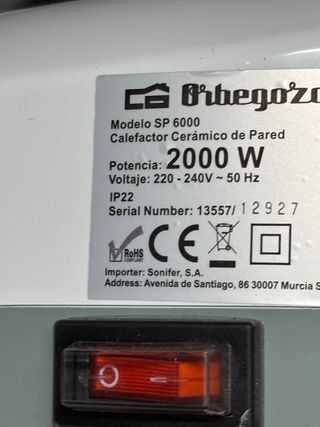 Orbegozo
Modelo SP 6000
Calefactor Cerámico de Pared
Potencia: 2000 W
Voltaje: 220 - 240V ~ 50 Hz
IP22
Serial Number: 13557/ 12927
RoHS
COMPLIANT
CE
Importer: Sonifer, S.A.
Address: Avenida de Santiago, 86 30007 Murcia S